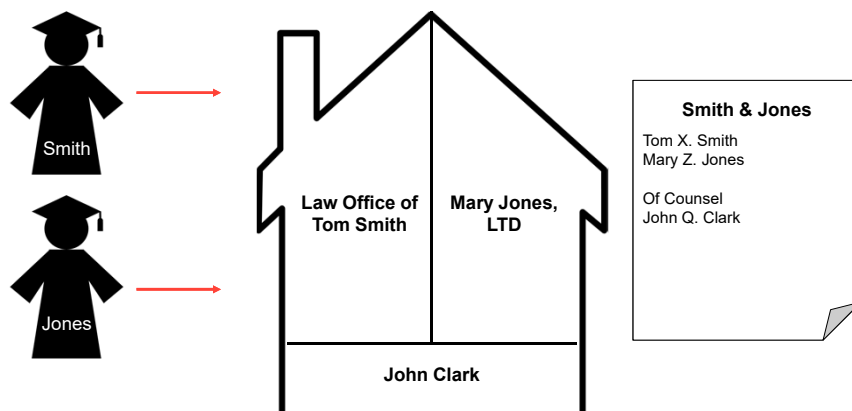 Smith
Jones
Law Office of
Tom Smith
Mary Jones,
LTD
John Clark
Smith & Jones
Tom X. Smith
Mary Z. Jones
Of Counsel
John Q. Clark